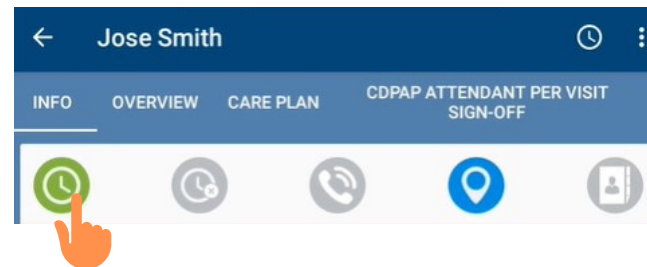 Jose Smith
INFO OVERVIEW CARE PLAN CDPAP ATTENDANT PER VISIT
SIGN-OFF